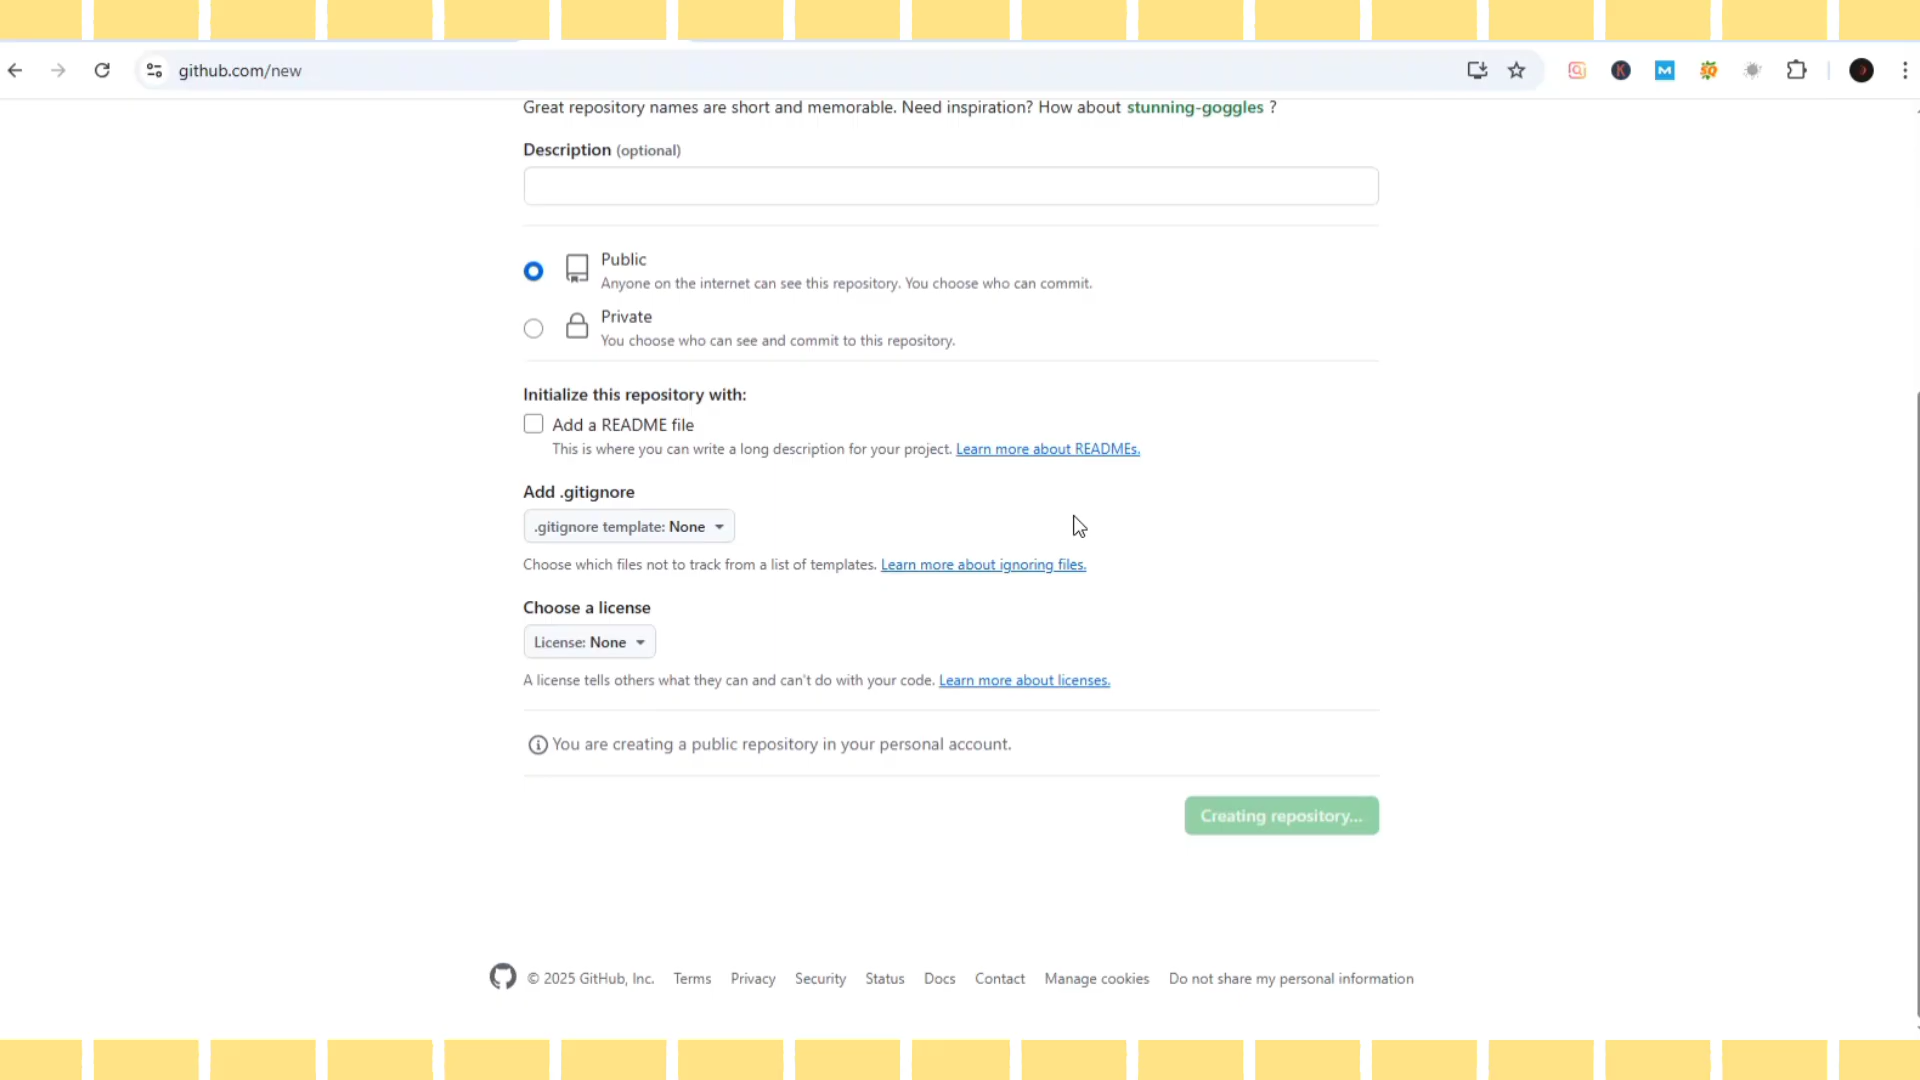 github.com/new
Great repository names are short and memorable. Need inspiration? How about stunning-goggles ?
Description (optional)
Public
Anyone on the internet can see this repository. You choose who can commit.
Private
You choose who can see and commit to this repository.
Initialize this repository with:
Add a README file
This is where you can write a long description for your project. Learn more about READMEs.
Add .gitignore
.gitignore template: None
Choose which files not to track from a list of templates. Learn more about ignoring files.
Choose a license
License: None
A license tells others what they can and can't do with your code. Learn more about licenses.
You are creating a public repository in your personal account.
Creating repository...
© 2025 GitHub, Inc. Terms Privacy Security Status Docs Contact Manage cookies Do not share my personal information